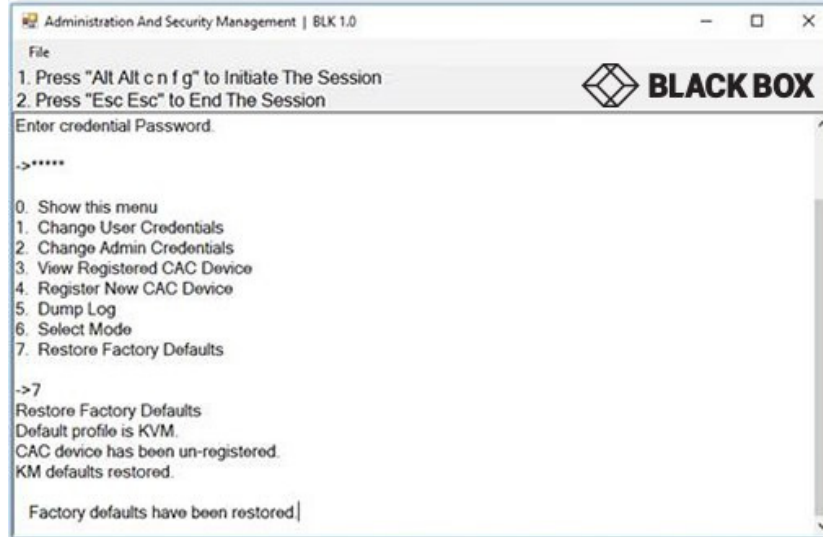 Administration And Security Management | BLK 1.0
File
1. Press "Alt Alt c n f g" to Initiate The Session
2. Press "Esc Esc" to End The Session
BLACK BOX
Enter credential Password.
->*****
0. Show this menu
1. Change User Credentials
2. Change Admin Credentials
3. View Registered CAC Device
4. Register New CAC Device
5. Dump Log
6. Select Mode
7. Restore Factory Defaults
->7
Restore Factory Defaults
Default profile is KVM.
CAC device has been un-registered.
KM defaults restored.
Factory defaults have been restored.